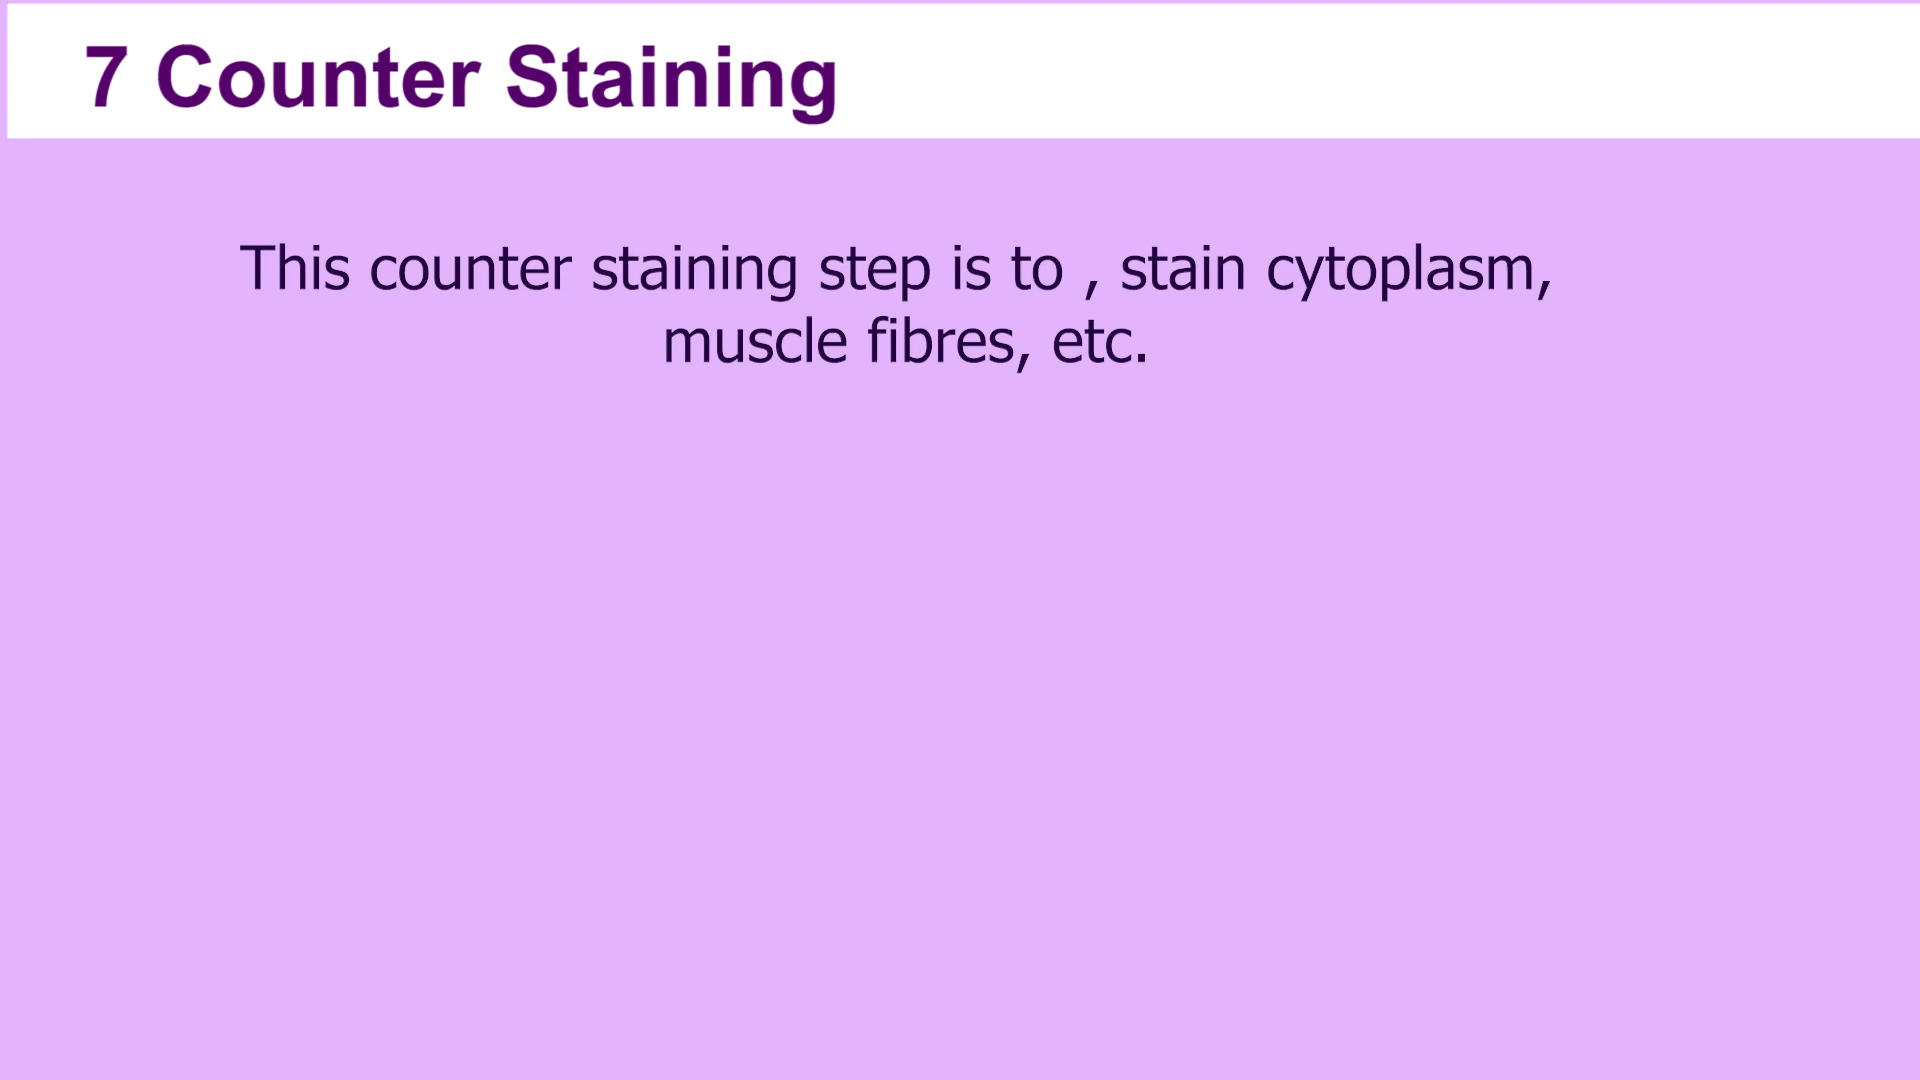 7 Counter Staining
This counter staining step is to , stain cytoplasm,
muscle fibres, etc.